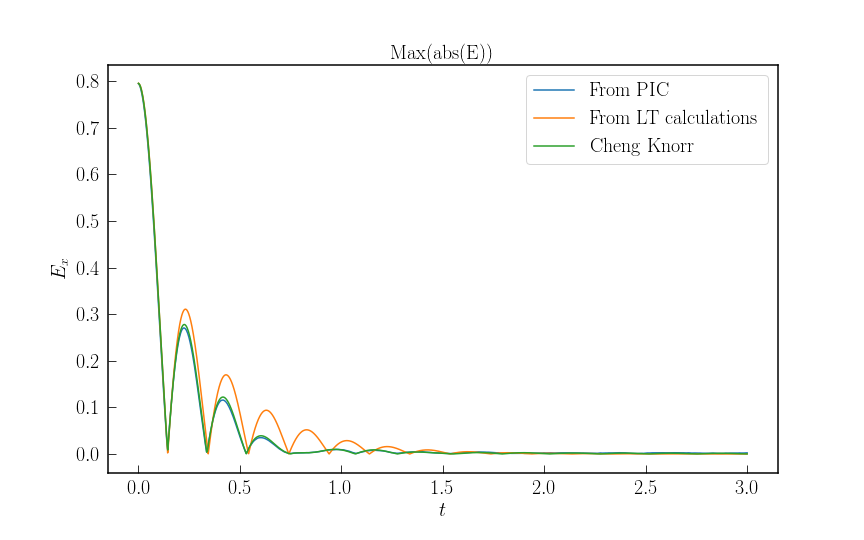 Max(abs(E))
From PIC
From LT calculations
Cheng Knorr
E_x
0.8
0.7
0.6
0.5
0.4
0.3
0.2
0.1
0.0
0.0 0.5 1.0 1.5 2.0 2.5 3.0
t